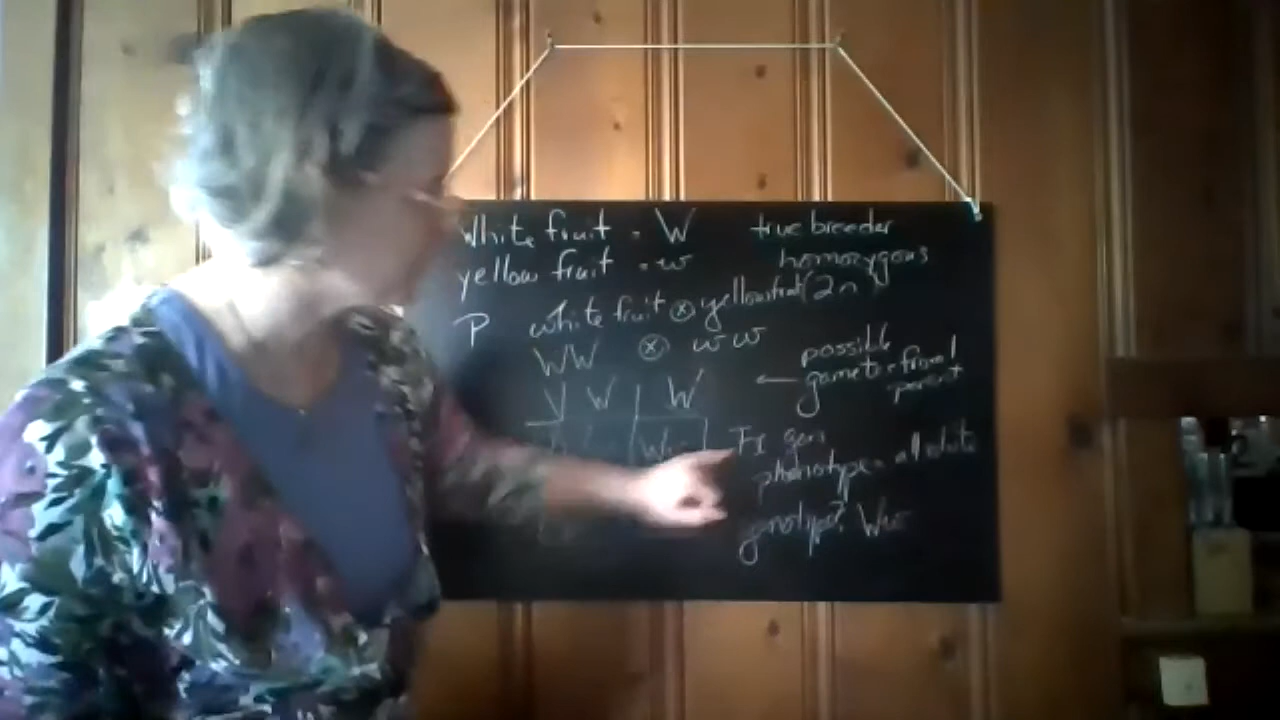 White fruit = W true breeder
yellow fruit = w homozygous
P white fruit ⊗ yellow fruit (2n)
WW ⊗ ww
possible
← gamete from 1
parent
W | W
Ww
F1 gen
phenotype = all white
genotype? Ww